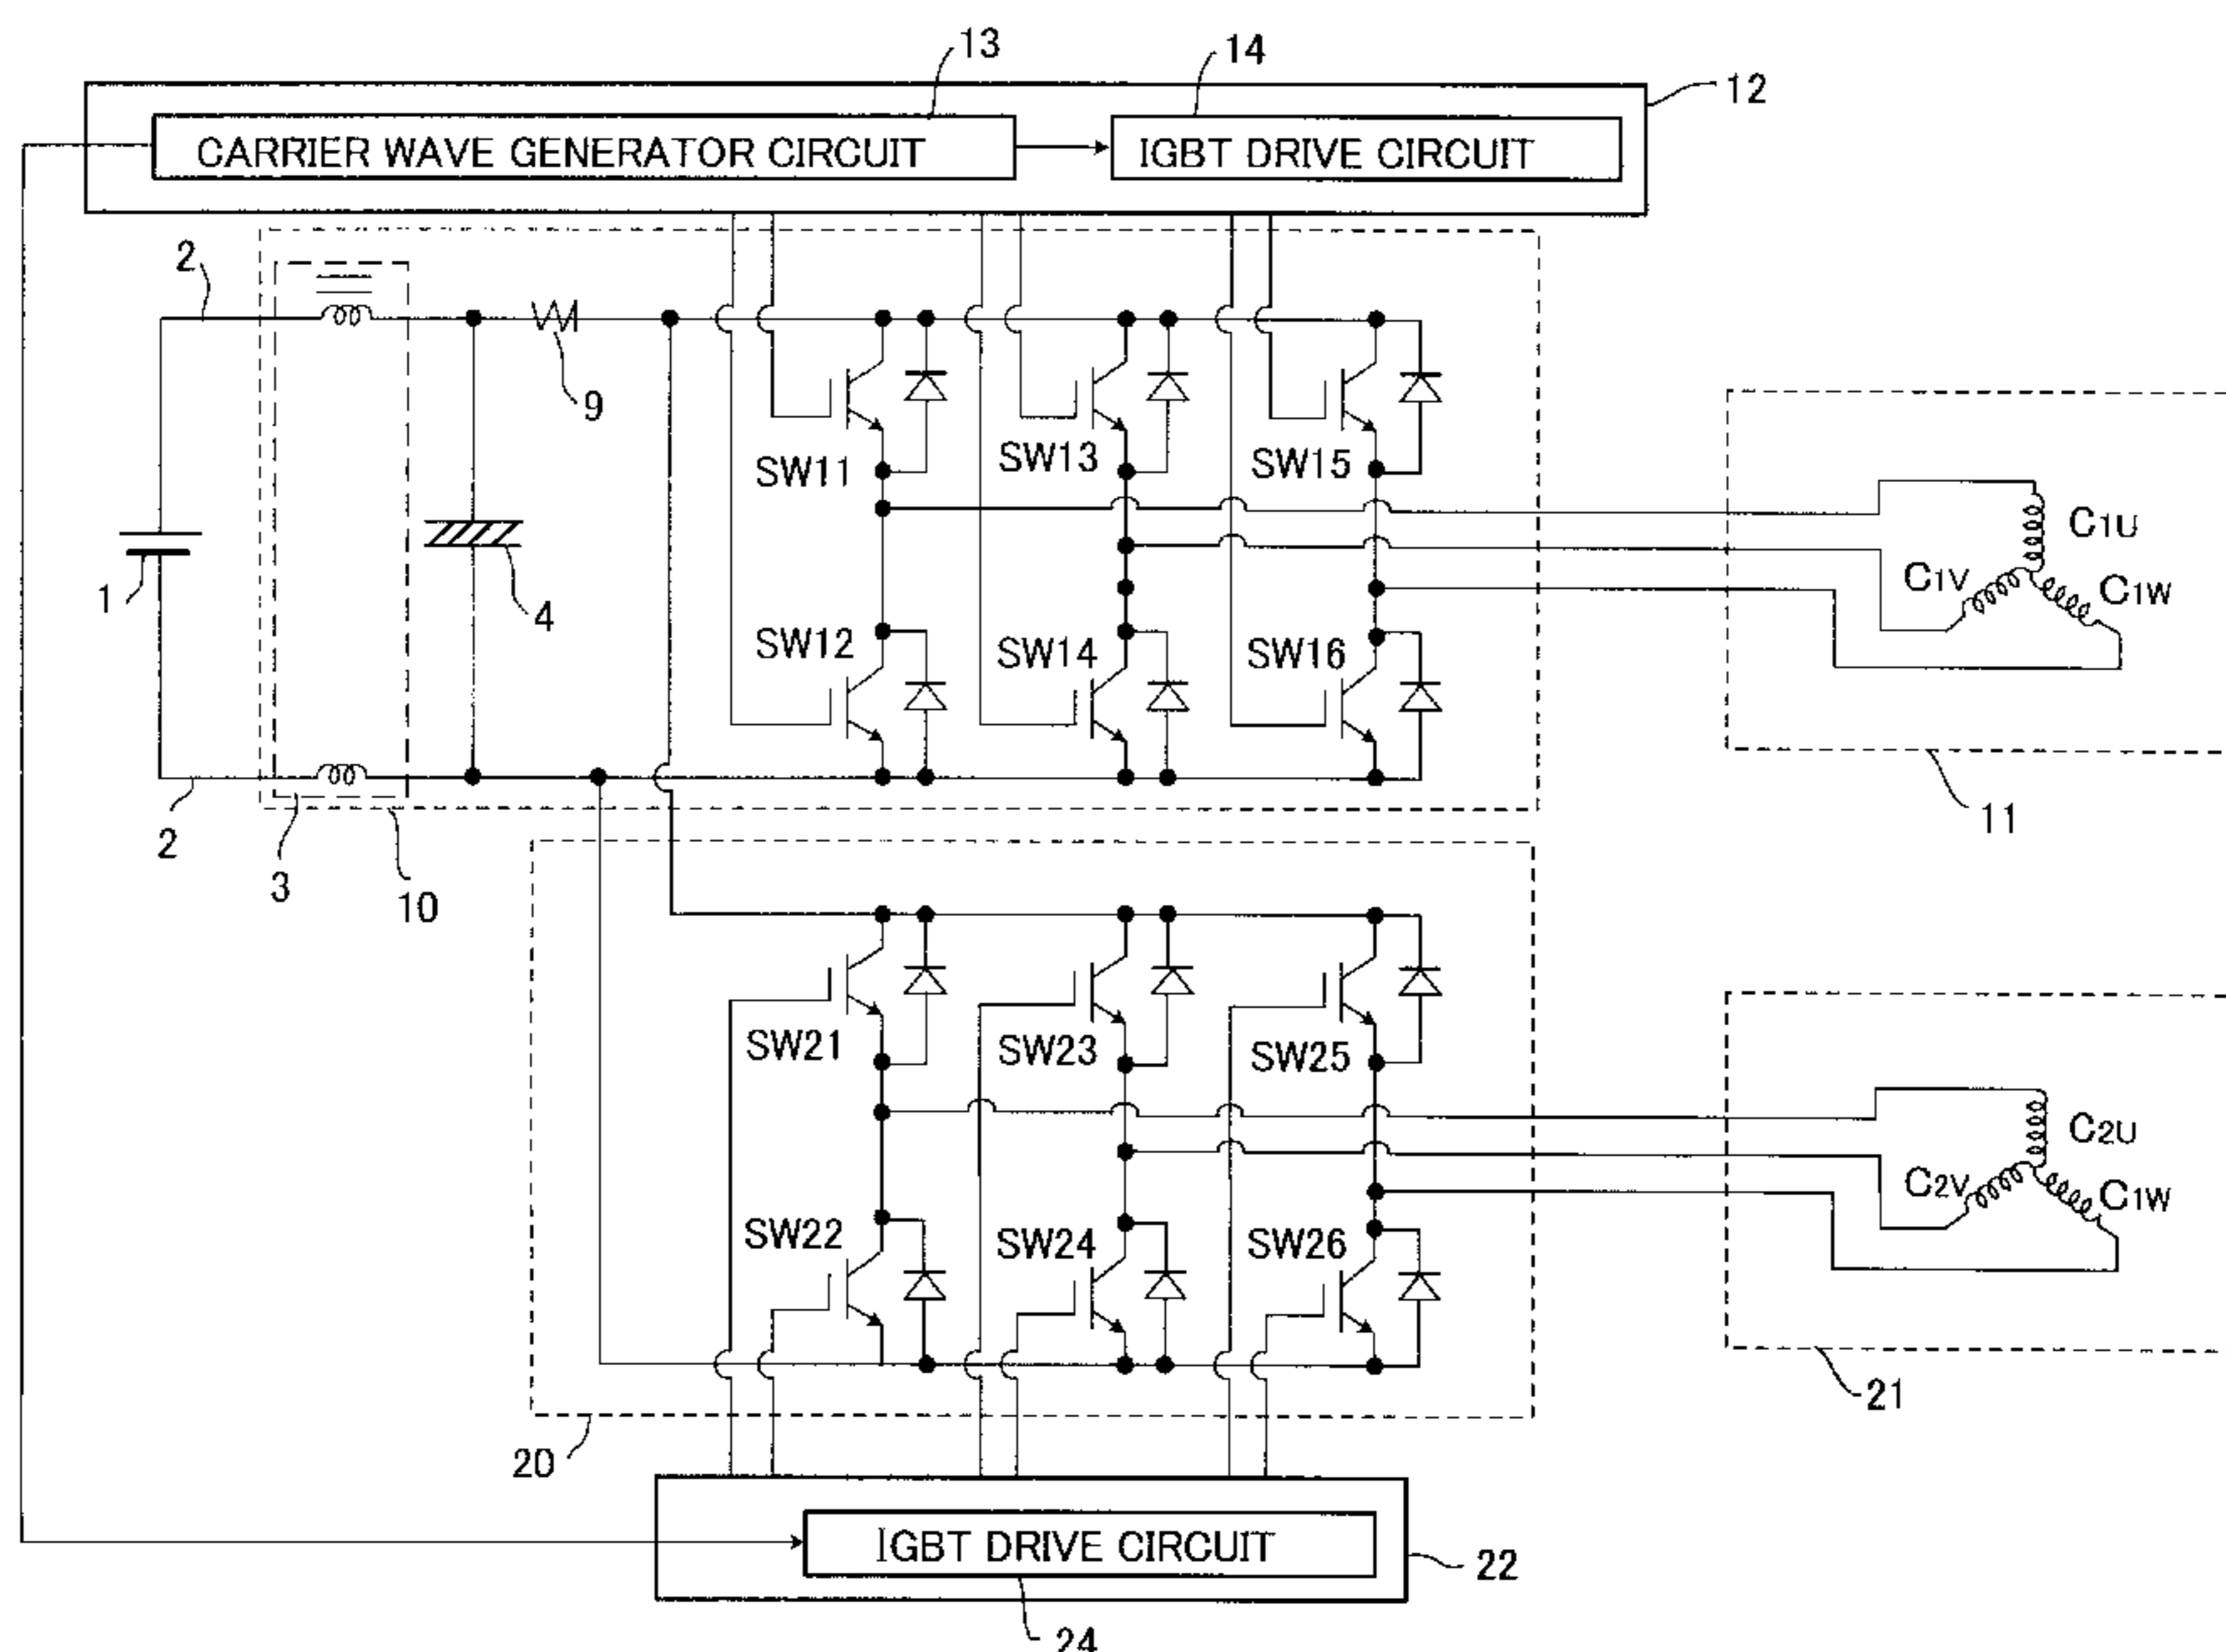 13
14
12
CARRIER WAVE GENERATOR CIRCUIT
IGBT DRIVE CIRCUIT
2
9
SW11
SW13
SW15
1
4
C1U
C1V
C1W
SW12
SW14
SW16
2
3
10
11
SW21
SW23
SW25
C2U
C2V
C1W
SW22
SW24
SW26
21
20
IGBT DRIVE CIRCUIT
22
24